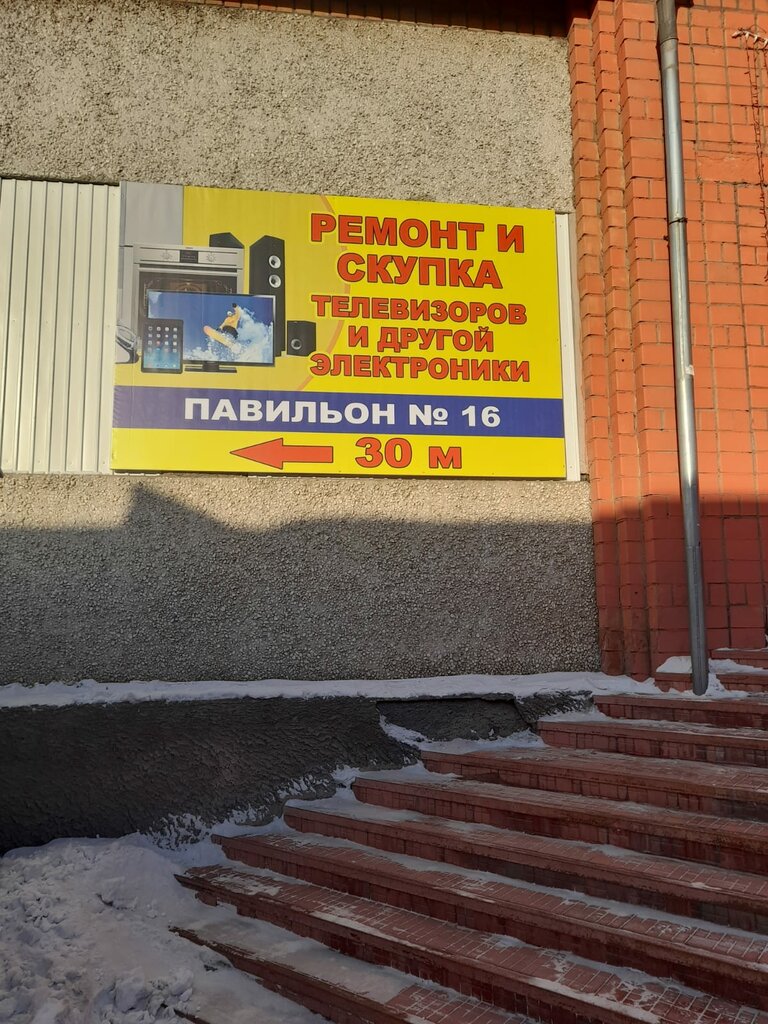 РЕМОНТ И
СКУПКА
ТЕЛЕВИЗОРОВ
И ДРУГОЙ
ЭЛЕКТРОНИКИ
ПАВИЛЬОН № 16
30 м